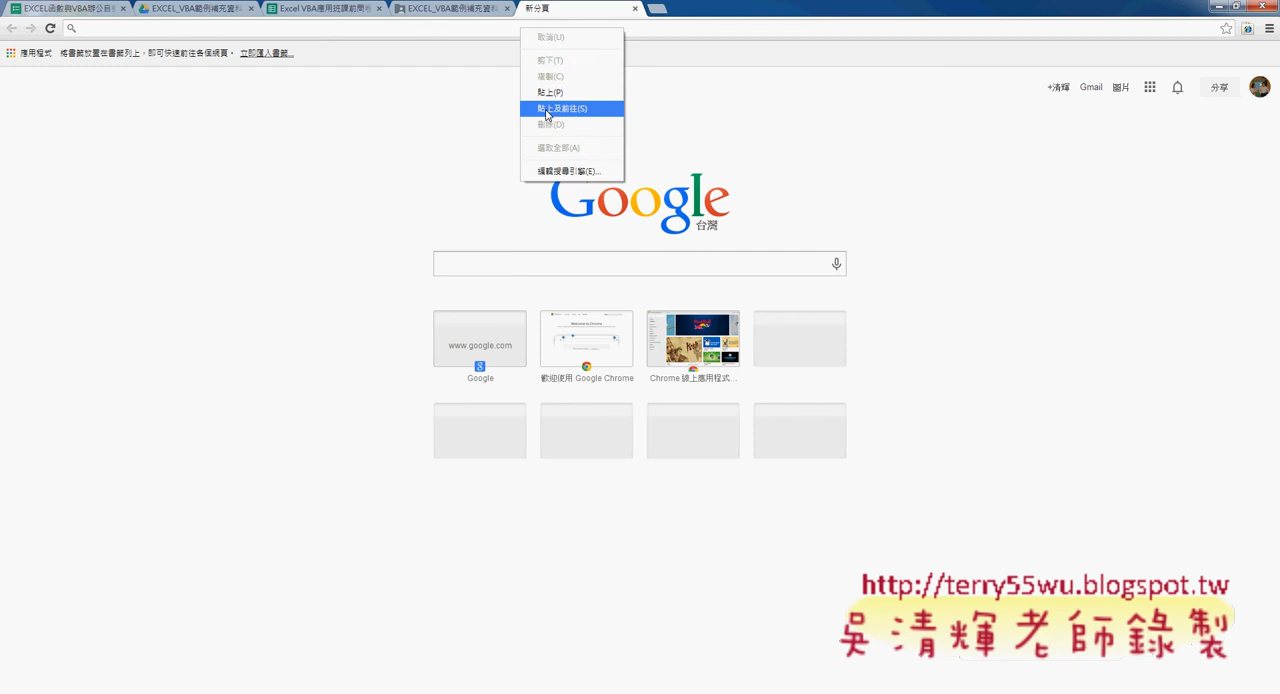 EXCEL函數與VBA辦公自
EXCEL_VBA範例補充資料
Excel VBA應用班課前問卷
EXCEL_VBA範例補充資料
新分頁
應用程式
將書籤放置在書籤列上，即可快速前往各個網頁。
立即匯入書籤...
取消(U)
剪下(T)
複製(C)
貼上(P)
貼上及前往(S)
刪除(D)
選取全部(A)
編輯搜尋引擎(E)...
+清輝 Gmail 圖片 分享
Google
台灣
www.google.com
Welcome to Chrome
Google
歡迎使用 Google Chrome
Chrome 線上應用程式...
http://terry55wu.blogspot.tw
吳清輝老師錄製